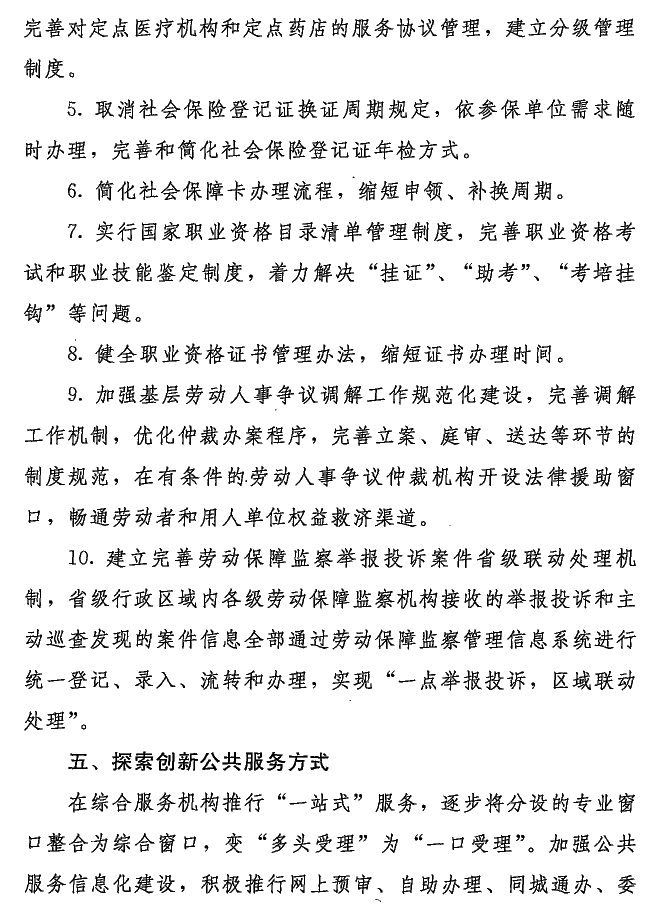 完善对定点医疗机构和定点药店的服务协议管理，建立分级管理
制度。
5. 取消社会保险登记证换证周期规定，依参保单位需求随
时办理，完善和简化社会保险登记证年检方式。
6. 简化社会保障卡办理流程，缩短申领、补换周期。
7. 实行国家职业资格目录清单管理制度，完善职业资格考
试和职业技能鉴定制度，着力解决“挂证”、“助考”、“考培挂
钩”等问题。
8. 健全职业资格证书管理办法，缩短证书办理时间。
9. 加强基层劳动人事争议调解工作规范化建设，完善调解
工作机制，优化仲裁办案程序，完善立案、庭审、送达等环节的
制度规范，在有条件的劳动人事争议仲裁机构开设法律援助窗
口，畅通劳动者和用人单位权益救济渠道。
10. 建立完善劳动保障监察举报投诉案件省级联动处理机
制，省级行政区域内各级劳动保障监察机构接收的举报投诉和主
动巡查发现的案件信息全部通过劳动保障监察管理信息系统进行
统一登记、录入、流转和办理，实现“一点举报投诉，区域联动
处理”。
五、探索创新公共服务方式
在综合服务机构推行“一站式”服务，逐步将分设的专业窗
口整合为综合窗口，变“多头受理”为“一口受理”。加强公共
服务信息化建设，积极推行网上预审、自助办理、同城通办、委